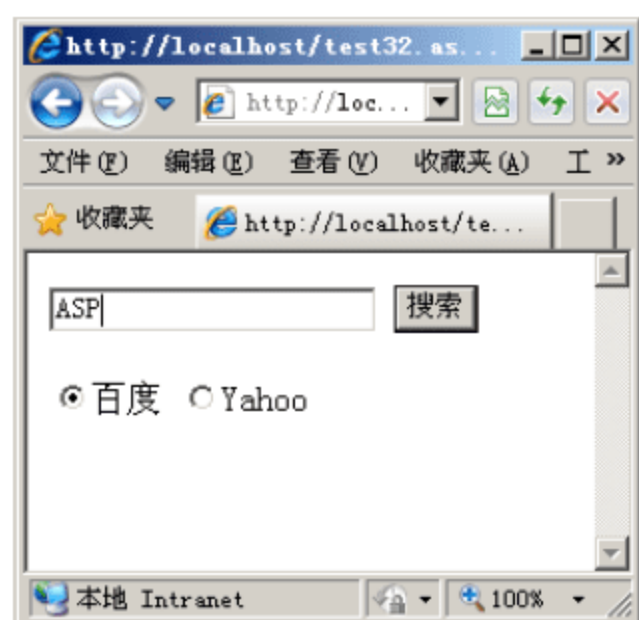 http://localhost/test32.as...
http://loc...
文件(F) 编辑(E) 查看(V) 收藏夹(A) 工 »
收藏夹 http://localhost/te...
ASP 搜索
百度 Yahoo
本地 Intranet 100%